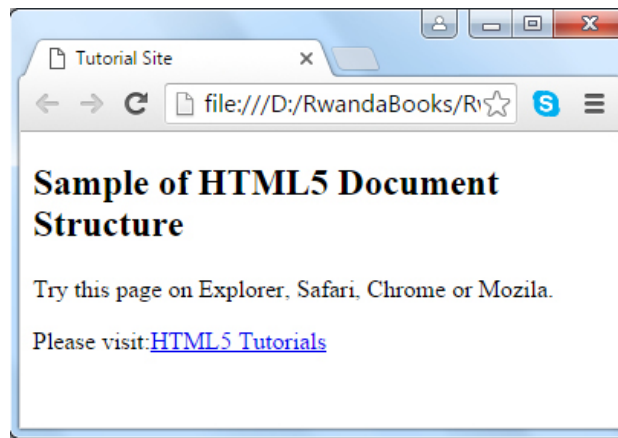 Tutorial Site
file:///D:/RwandaBooks/R
Sample of HTML5 Document
Structure
Try this page on Explorer, Safari, Chrome or Mozila.
Please visit:HTML5 Tutorials